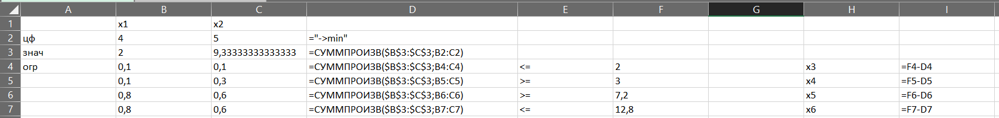 A B C D E F G H I
1 x1 x2
2 цф 4 5 ="->min"
3 знач 2 9,33333333333333 =СУММПРОИЗВ($B$3:$C$3;B2:C2)
4 огр 0,1 0,1 =СУММПРОИЗВ($B$3:$C$3;B4:C4) <= 2 x3 =F4-D4
5 0,1 0,3 =СУММПРОИЗВ($B$3:$C$3;B5:C5) >= 3 x4 =F5-D5
6 0,8 0,6 =СУММПРОИЗВ($B$3:$C$3;B6:C6) >= 7,2 x5 =F6-D6
7 0,8 0,6 =СУММПРОИЗВ($B$3:$C$3;B7:C7) <= 12,8 x6 =F7-D7